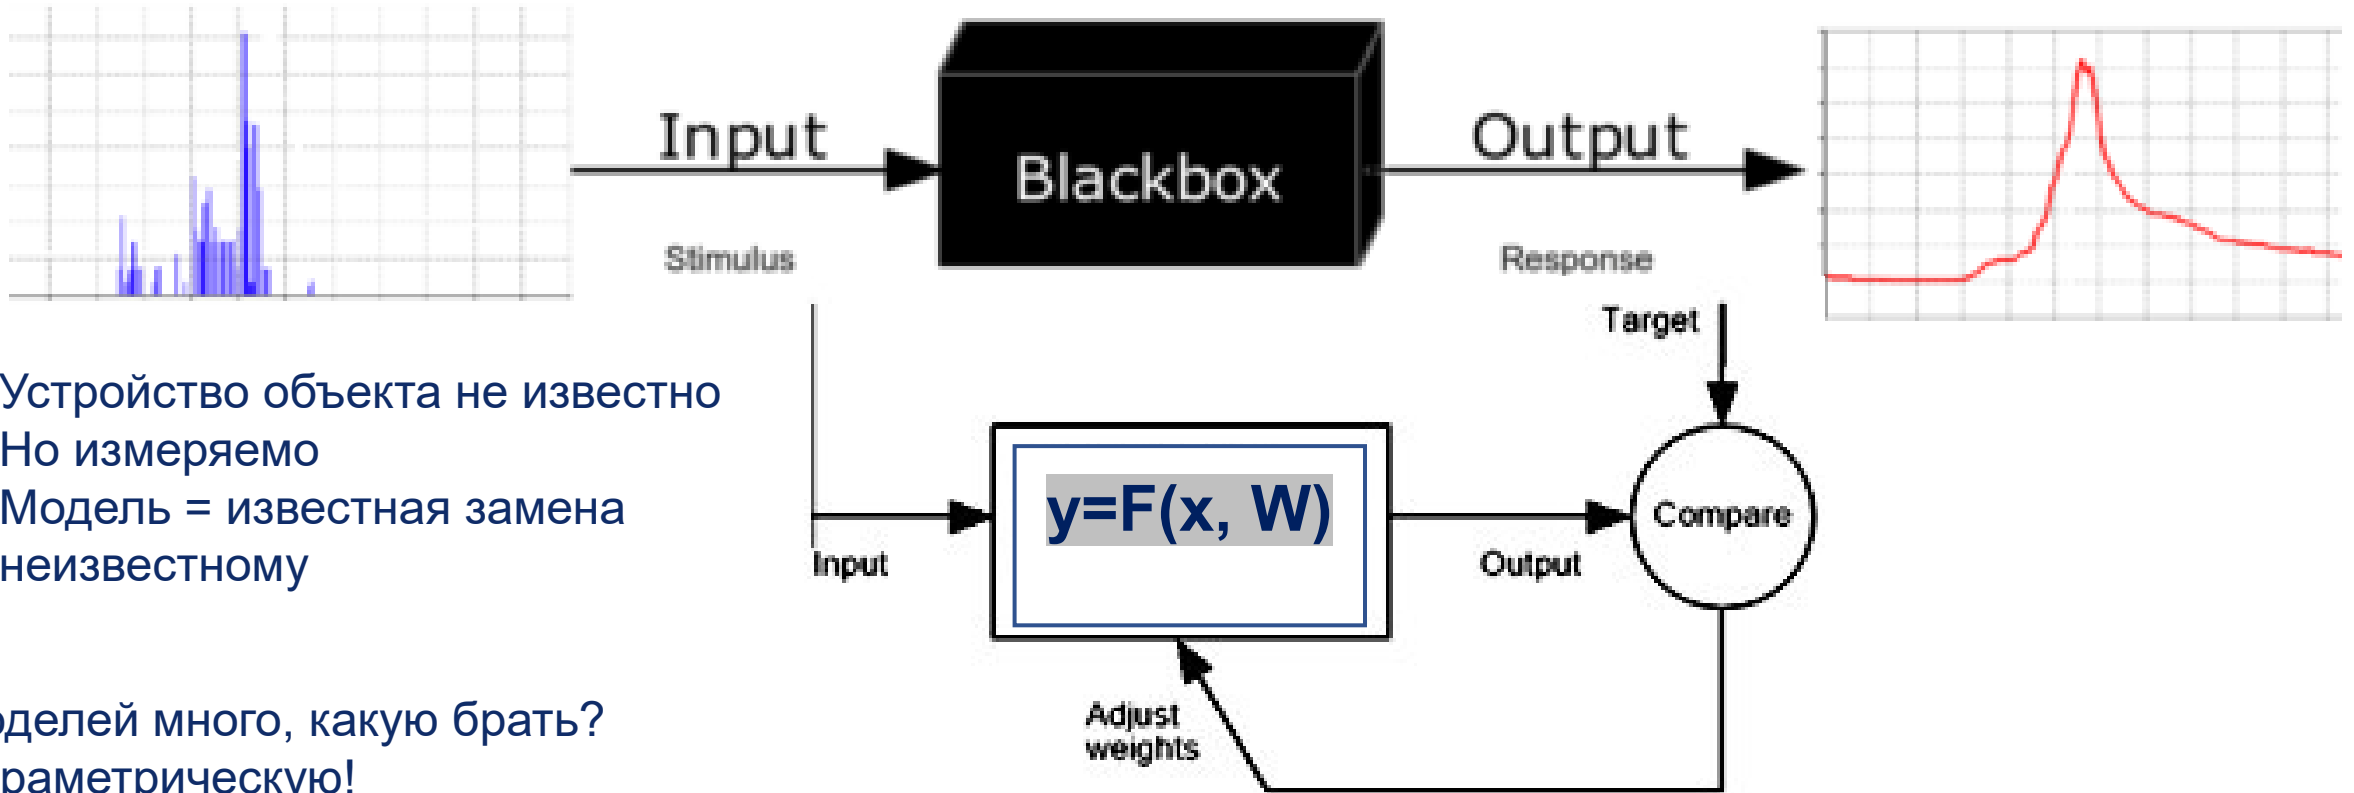 Input
Blackbox
Output
Stimulus
Response
Target
Устройство объекта не известно
Но измеряемо
Модель = известная замена
неизвестному
y=F(x, W)
Compare
Input
Output
оделей много, какую брать?
раметрическую!
Adjust
weights